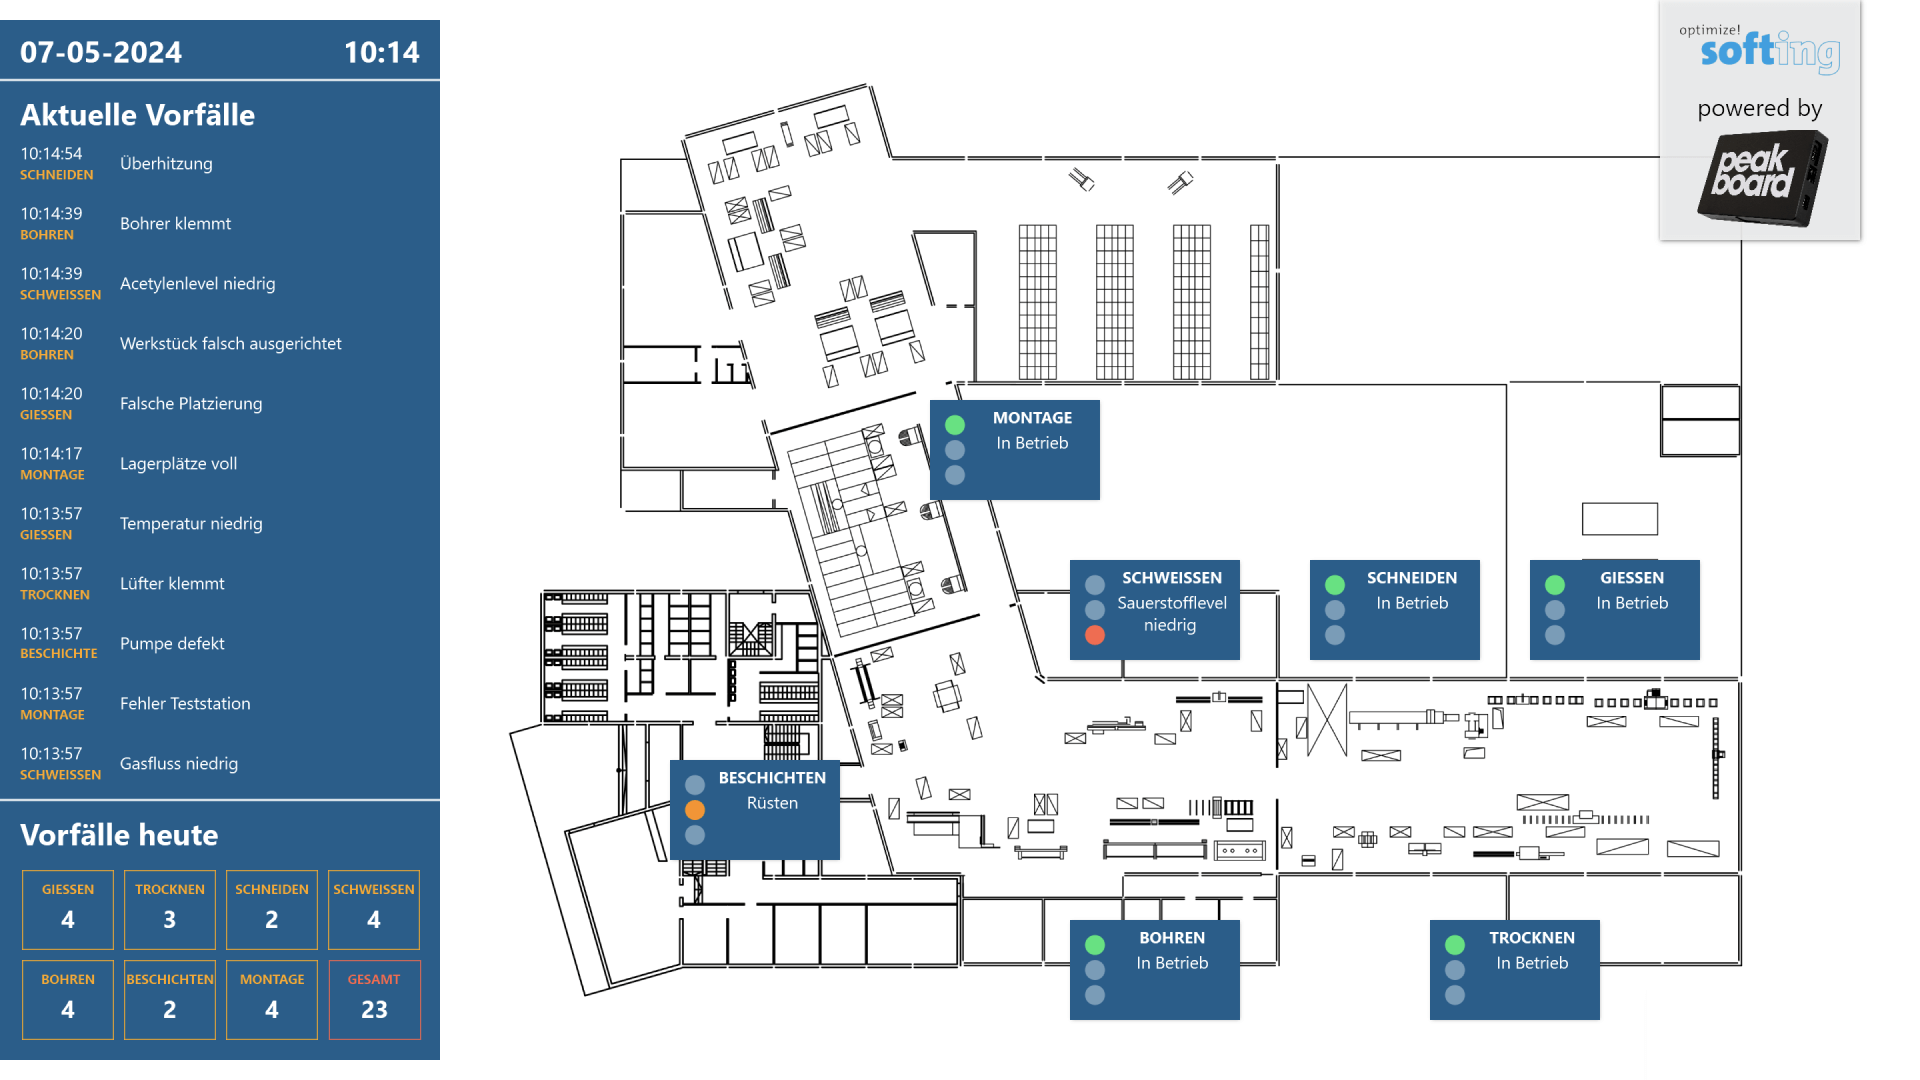 07-05-2024 10:14
Aktuelle Vorfälle
10:14:54
SCHNEIDEN
Überhitzung
10:14:39
BOHREN
Bohrer klemmt
10:14:39
SCHWEISSEN
Acetylenlevel niedrig
10:14:20
BOHREN
Werkstück falsch ausgerichtet
10:14:20
GIESSEN
Falsche Platzierung
10:14:17
MONTAGE
Lagerplätze voll
10:13:57
GIESSEN
Temperatur niedrig
10:13:57
TROCKNEN
Lüfter klemmt
10:13:57
BESCHICHTE
Pumpe defekt
10:13:57
MONTAGE
Fehler Teststation
10:13:57
SCHWEISSEN
Gasfluss niedrig
Vorfälle heute
GIESSEN
4
TROCKNEN
3
SCHNEIDEN
2
SCHWEISSEN
4
BOHREN
4
BESCHICHTEN
2
MONTAGE
4
GESAMT
23
optimize!
softing
powered by
peak
board
MONTAGE
In Betrieb
SCHWEISSEN
Sauerstofflevel
niedrig
SCHNEIDEN
In Betrieb
GIESSEN
In Betrieb
BESCHICHTEN
Rüsten
BOHREN
In Betrieb
TROCKNEN
In Betrieb